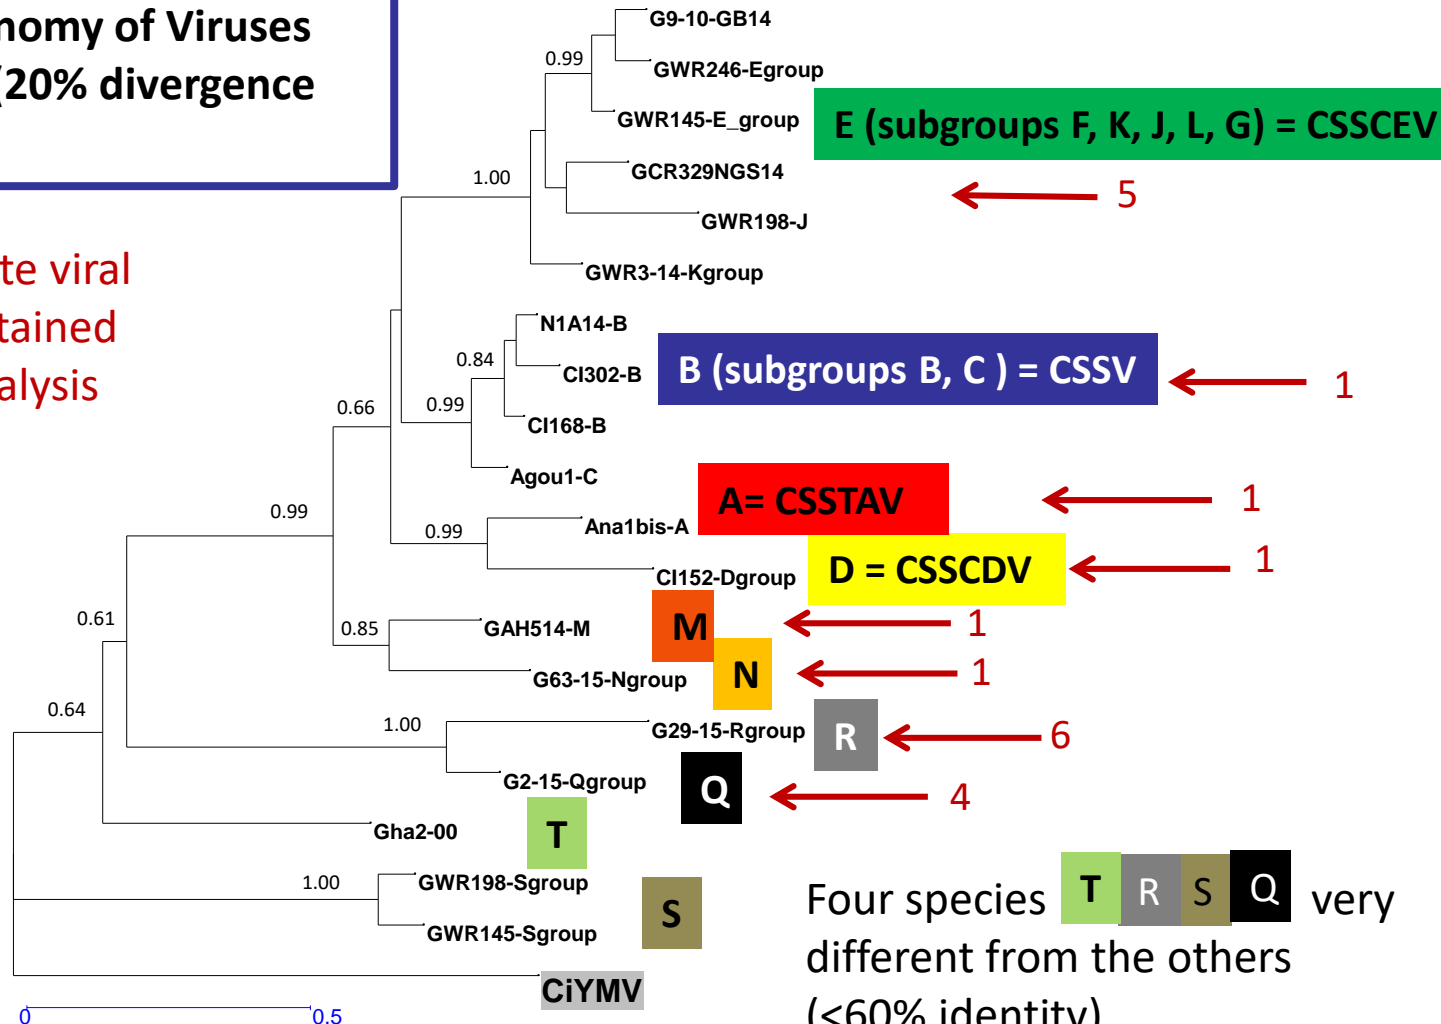 nomy of Viruses
(20% divergence
te viral
tained
alysis
G9-10-GB14
0.99
GWR246-Egroup
GWR145-E_group
E (subgroups F, K, J, L, G) = CSSCEV
GCR329NGS14
1.00
5
GWR198-J
GWR3-14-Kgroup
N1A14-B
0.84
CI302-B
B (subgroups B, C ) = CSSV
1
0.66
0.99
CI168-B
Agou1-C
A= CSSTAV
1
0.99
0.99
Ana1bis-A
CI152-Dgroup
D = CSSCDV
1
0.61
0.85
GAH514-M
M
1
G63-15-Ngroup
N
1
0.64
1.00
G29-15-Rgroup
R
6
G2-15-Qgroup
Q
4
Gha2-00
T
1.00
GWR198-Sgroup
S
GWR145-Sgroup
CiYMV
0
0.5
Four species T R S Q very
different from the others
(<60% identity)